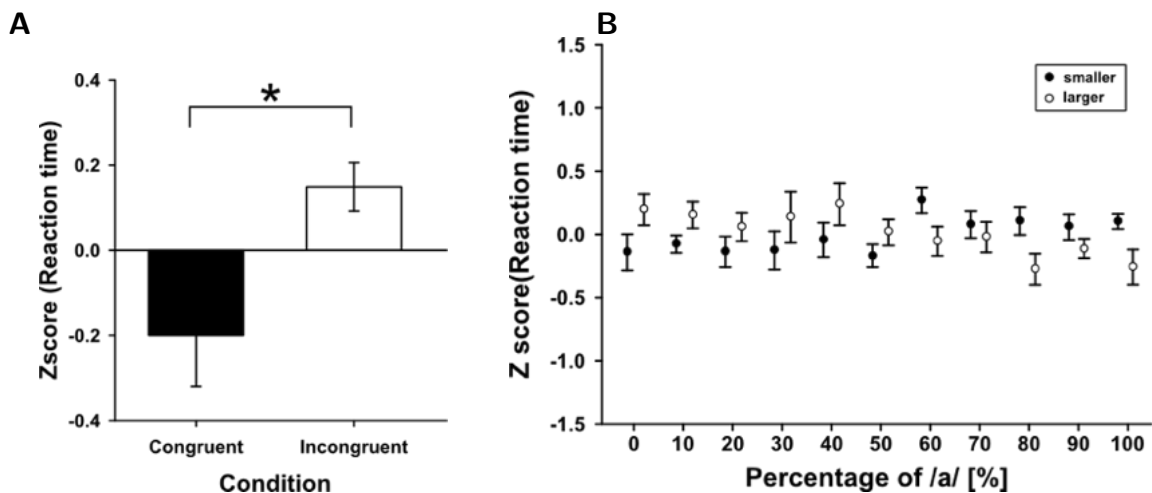 A
Zscore (Reaction time)
0.4
0.2
0.0
-0.2
-0.4
*
Congruent
Incongruent
Condition
B
Z score(Reaction time)
1.5
1.0
0.5
0.0
-0.5
-1.0
-1.5
smaller
larger
0 10 20 30 40 50 60 70 80 90 100
Percentage of /a/ [%]